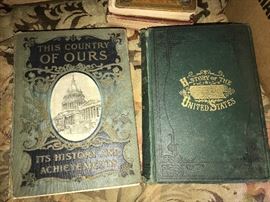 THIS COUNTRY
OF OURS
ITS HISTORY AND
ACHIEVEMENTS
HISTORY OF THE
UNITED STATES